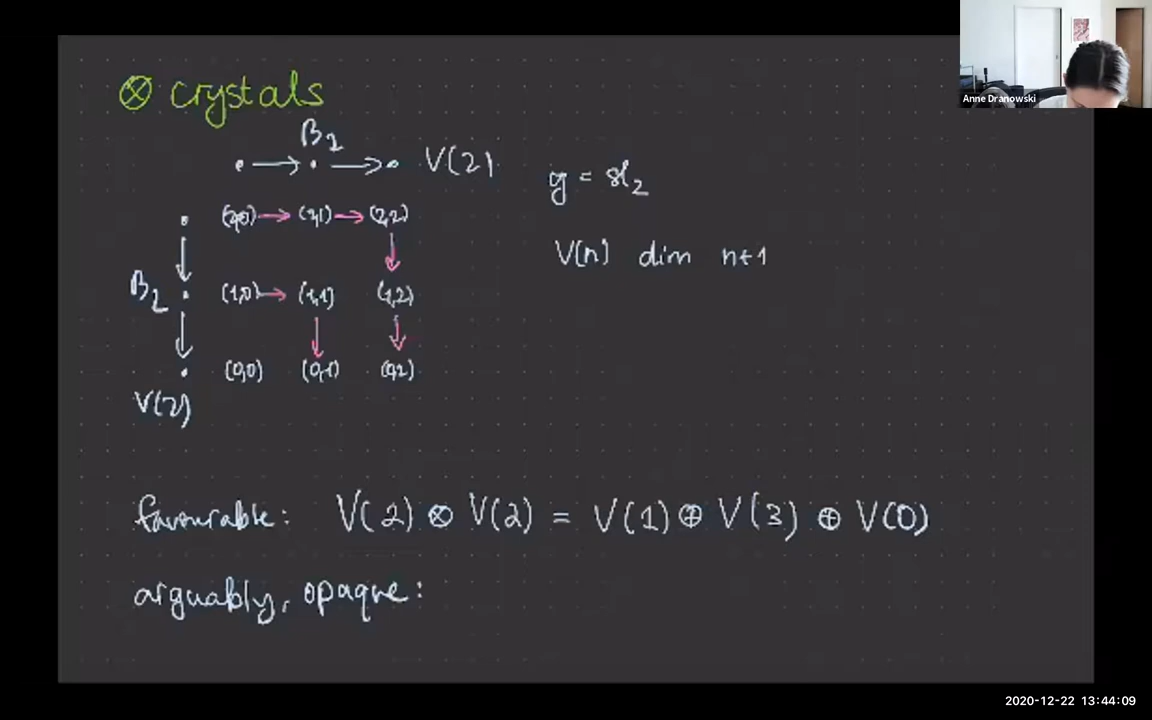 ⊗ crystals
B₂
V(2)
g = sl₂
(2,0) → (2,1) → (2,2)
V(n) dim n+1
B₂
(1,0) → (1,1) (1,2)
(0,0) (0,1) (0,2)
V(2)
favourable: V(2) ⊗ V(2) = V(1) ⊕ V(3) ⊕ V(0)
arguably, opaque:
Anne Dranowski
2020-12-22 13:44:09